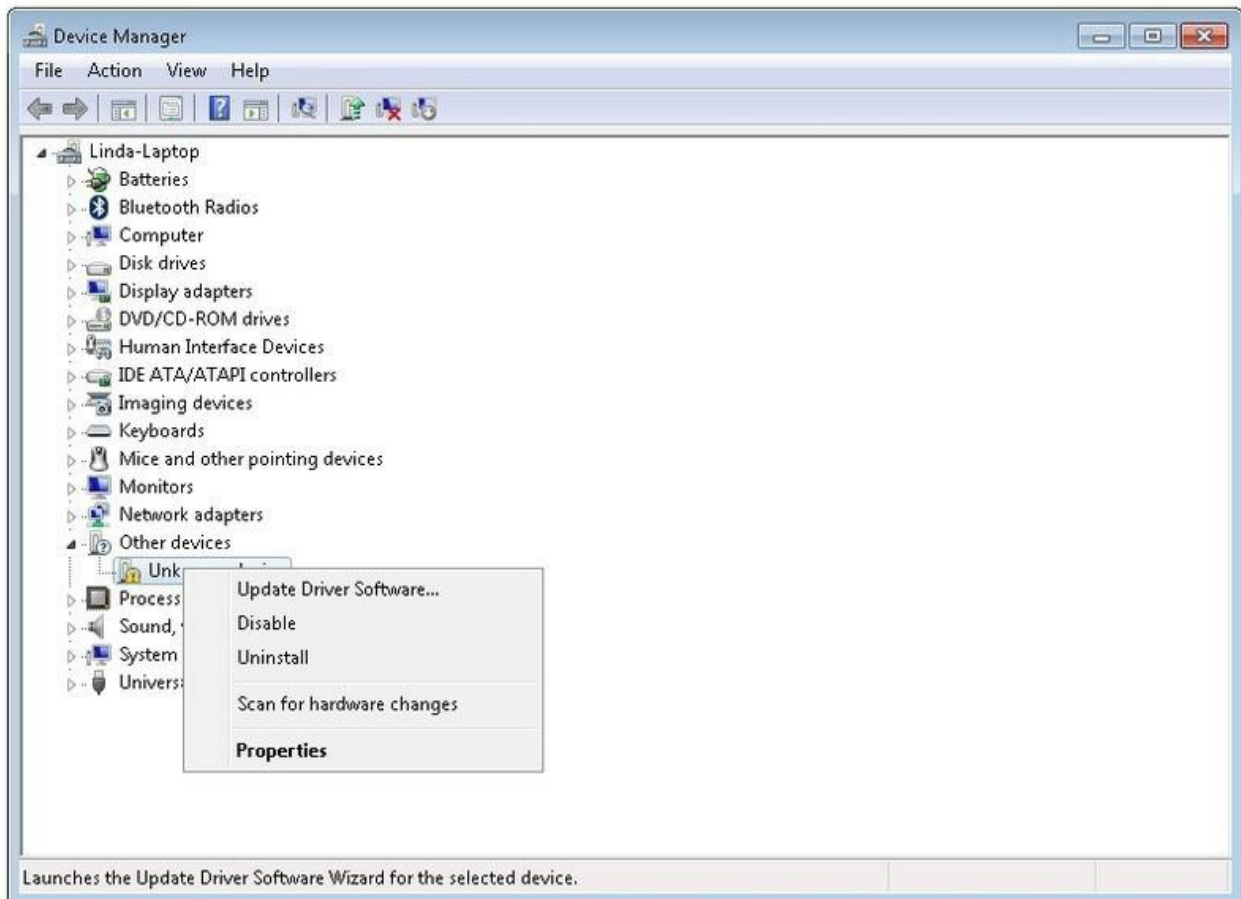 Device Manager
File Action View Help
Linda-Laptop
Batteries
Bluetooth Radios
Computer
Disk drives
Display adapters
DVD/CD-ROM drives
Human Interface Devices
IDE ATA/ATAPI controllers
Imaging devices
Keyboards
Mice and other pointing devices
Monitors
Network adapters
Other devices
Unk
Process
Sound,
System
Univers
Update Driver Software...
Disable
Uninstall
Scan for hardware changes
Properties
Launches the Update Driver Software Wizard for the selected device.